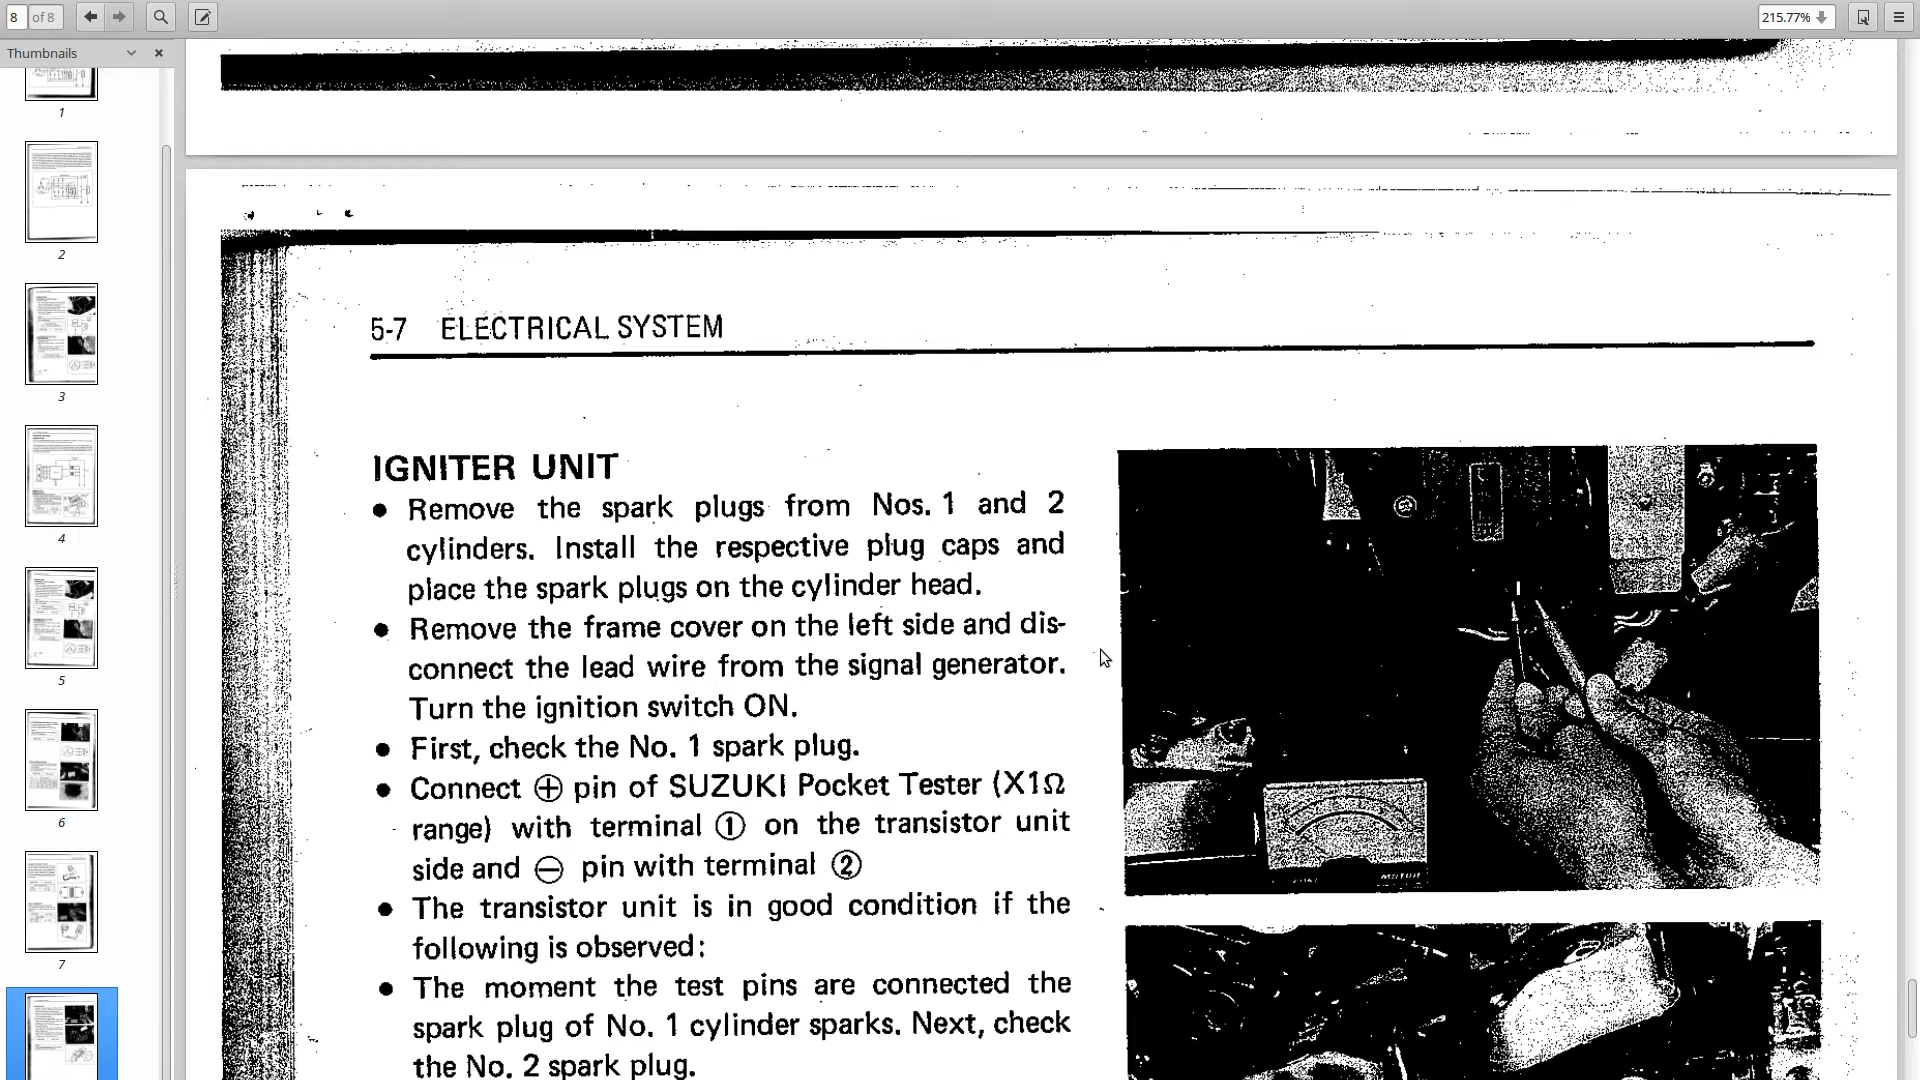 8 of 8
215.77%
Thumbnails
1
2
3
4
5
6
7
5-7 ELECTRICAL SYSTEM
IGNITER UNIT
● Remove the spark plugs from Nos. 1 and 2
cylinders. Install the respective plug caps and
place the spark plugs on the cylinder head.
● Remove the frame cover on the left side and dis-
connect the lead wire from the signal generator.
Turn the ignition switch ON.
● First, check the No. 1 spark plug.
● Connect ⊕ pin of SUZUKI Pocket Tester (X1Ω
range) with terminal ① on the transistor unit
side and ⊖ pin with terminal ②
● The transistor unit is in good condition if the
following is observed:
● The moment the test pins are connected the
spark plug of No. 1 cylinder sparks. Next, check
the No. 2 spark plug.